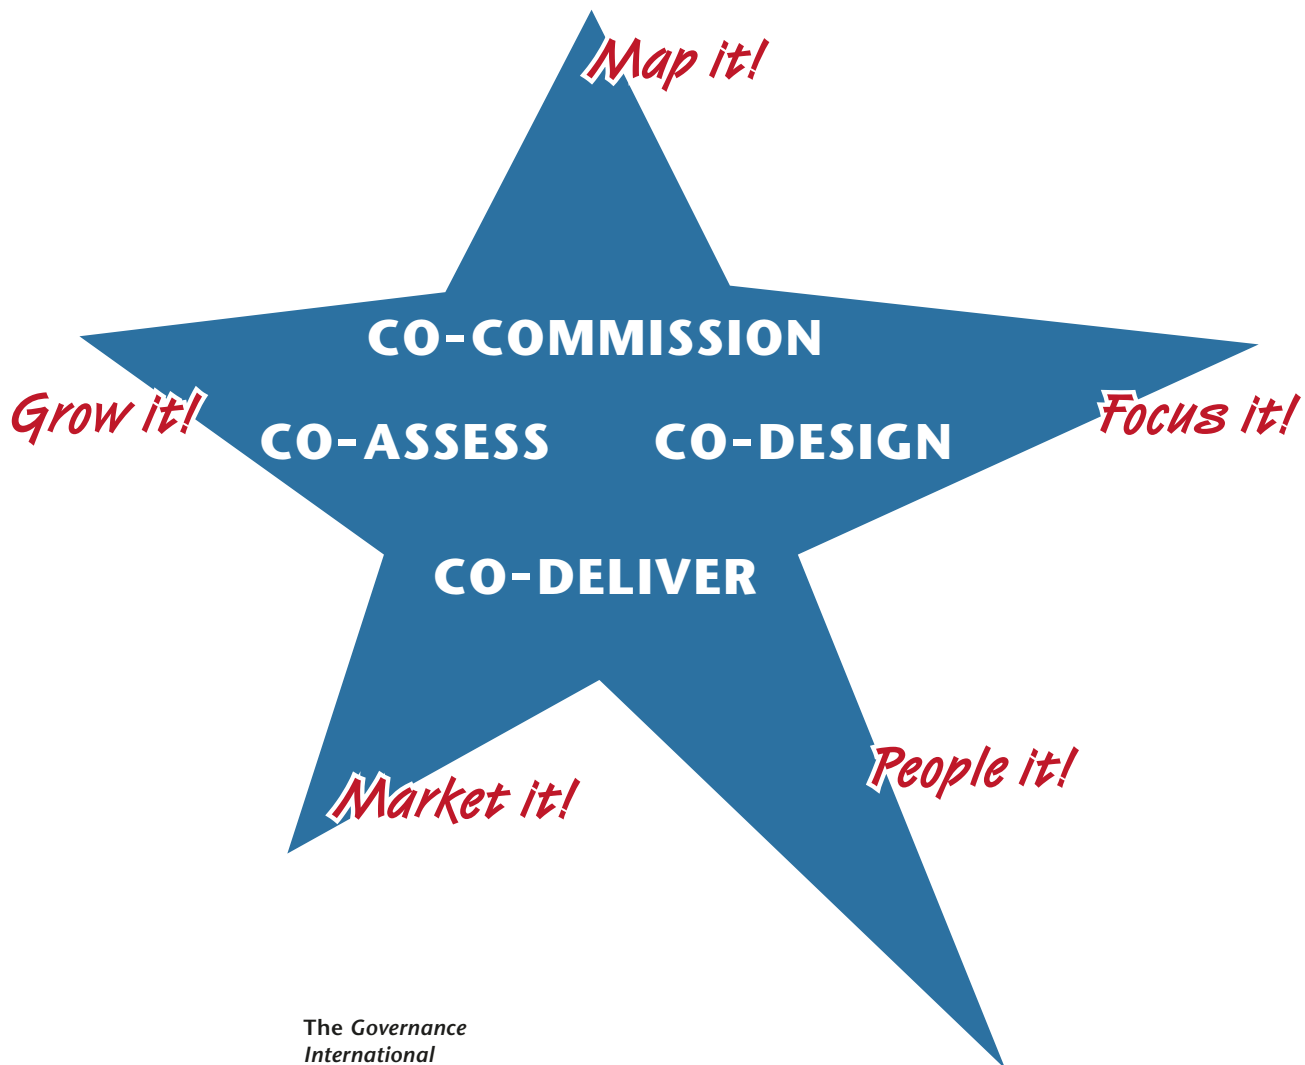 Map it!
CO-COMMISSION
Grow it!
Focus it!
CO-ASSESS
CO-DESIGN
CO-DELIVER
People it!
Market it!
The Governance
International